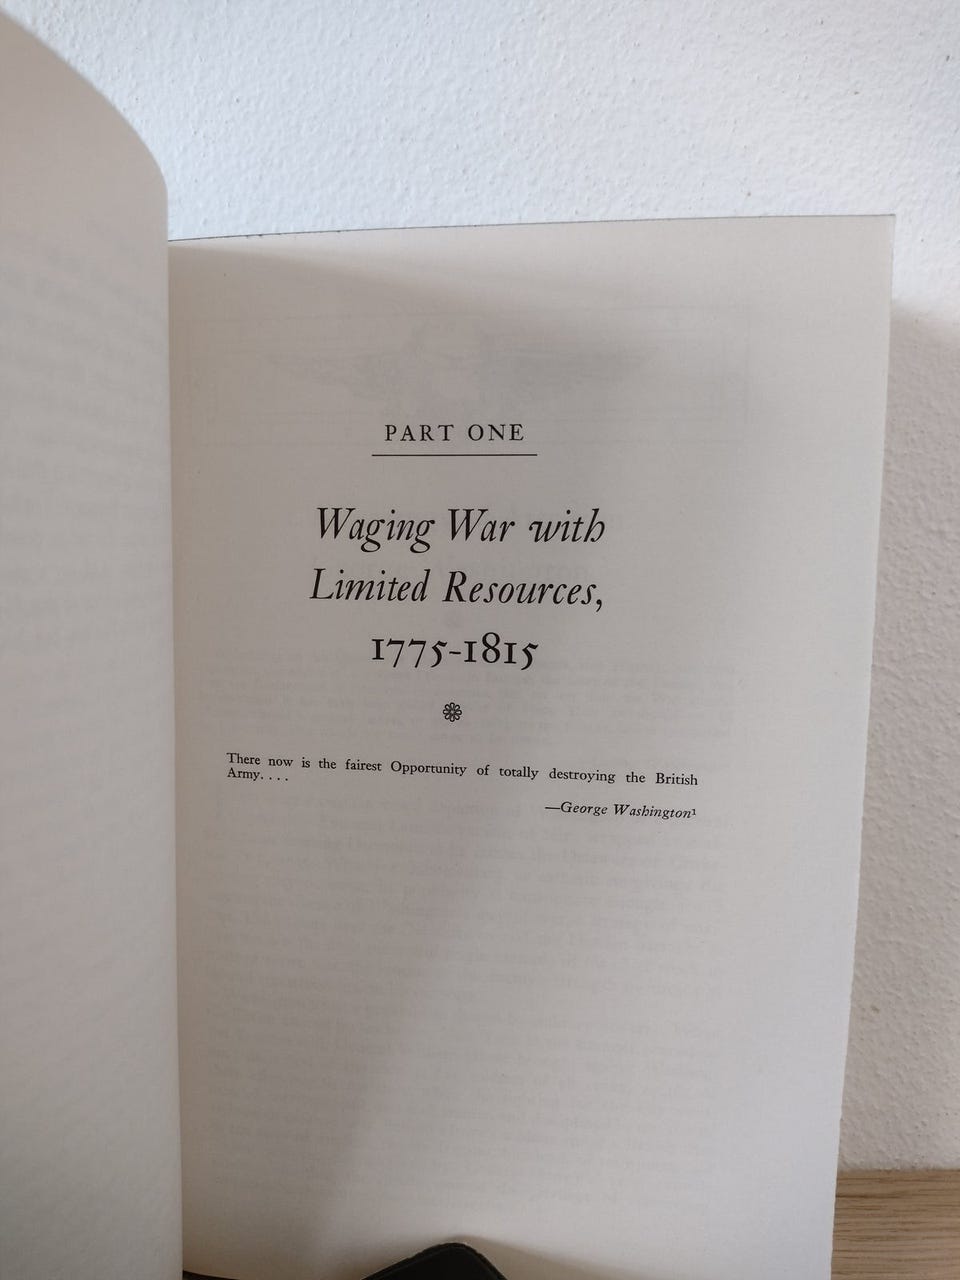 PART ONE
Waging War with
Limited Resources,
1775-1815
There now is the fairest Opportunity of totally destroying the British
Army. . . .
—George Washington¹